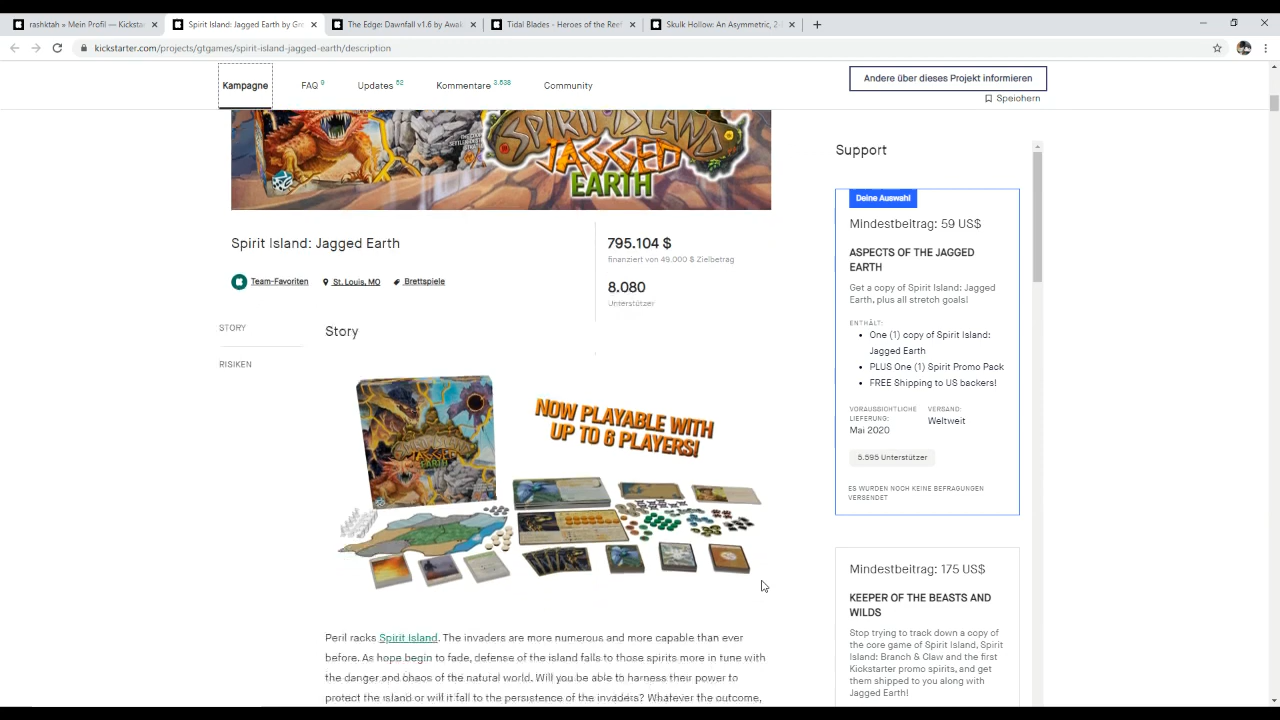 rashktah » Mein Profil — Kicksta
Spirit Island: Jagged Earth by Gre
The Edge: Dawnfall v1.6 by Awak
Tidal Blades - Heroes of the Reef
Skulk Hollow: An Asymmetric, 2-
kickstarter.com/projects/gtgames/spirit-island-jagged-earth/description
Kampagne
FAQ 9
Updates 52
Kommentare 3.538
Community
Andere über dieses Projekt informieren
Speichern
SPIRIT ISLAND
JAGGED
EARTH
Spirit Island: Jagged Earth
795.104 $
finanziert von 49.000 $ Zielbetrag
Team-Favoriten
St. Louis, MO
Brettspiele
8.080
Unterstützer
STORY
RISIKEN
Story
NOW PLAYABLE WITH
UP TO 6 PLAYERS!
Peril racks Spirit Island. The invaders are more numerous and more capable than ever
before. As hope begin to fade, defense of the island falls to those spirits more in tune with
the danger and chaos of the natural world. Will you be able to harness their power to
protect the island or will it fall to the persistence of the invaders? Whatever the outcome,
Support
Deine Auswahl
Mindestbeitrag: 59 US$
ASPECTS OF THE JAGGED
EARTH
Get a copy of Spirit Island: Jagged
Earth, plus all stretch goals!
ENTHÄLT:
One (1) copy of Spirit Island:
Jagged Earth
PLUS One (1) Spirit Promo Pack
FREE Shipping to US backers!
VORAUSSICHTLICHE
LIEFERUNG:
Mai 2020
VERSAND:
Weltweit
5.595 Unterstützer
ES WURDEN NOCH KEINE BEFRAGUNGEN
VERSENDET
Mindestbeitrag: 175 US$
KEEPER OF THE BEASTS AND
WILDS
Stop trying to track down a copy of
the core game of Spirit Island, Spirit
Island: Branch & Claw and the first
Kickstarter promo spirits, and get
them shipped to you along with
Jagged Earth!